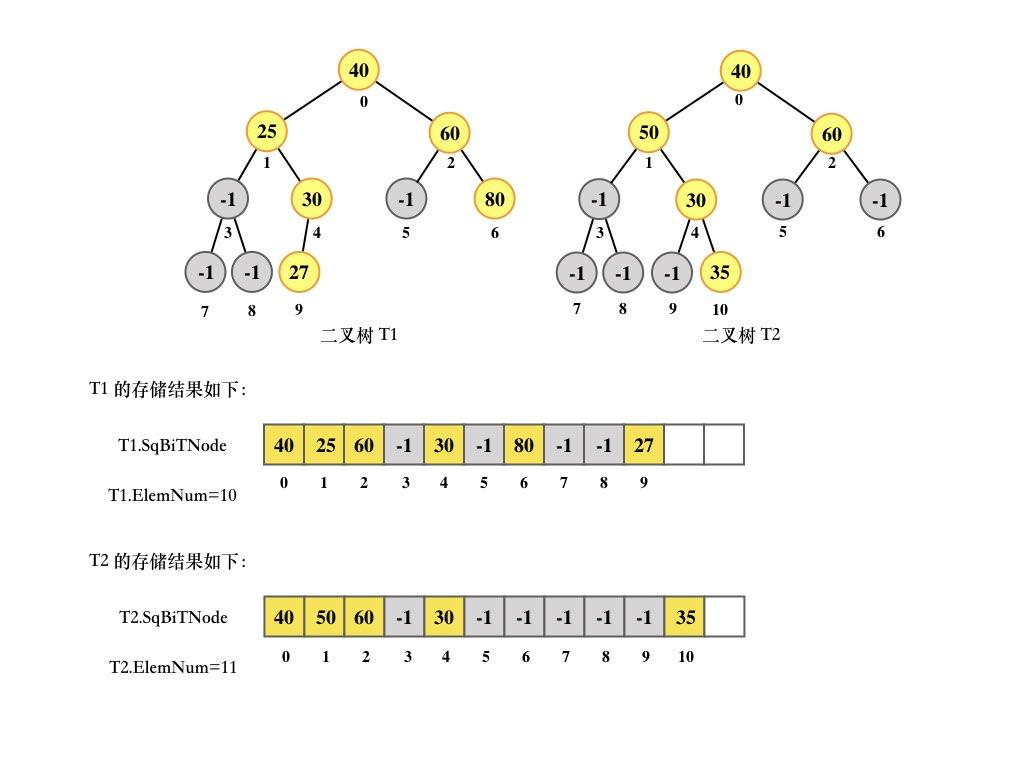 40 40
0 0
25 60 50 60
1 2 1 2
-1 30 -1 80 -1 30 -1 -1
3 4 5 6 3 4 5 6
-1 -1 27 -1 -1 -1 35
7 8 9 7 8 9 10
二叉树 T1 二叉树 T2
T1 的存储结果如下：
T1.SqBiTNode 40 25 60 -1 30 -1 80 -1 -1 27
0 1 2 3 4 5 6 7 8 9
T1.ElemNum=10
T2 的存储结果如下：
T2.SqBiTNode 40 50 60 -1 30 -1 -1 -1 -1 -1 35
0 1 2 3 4 5 6 7 8 9 10
T2.ElemNum=11